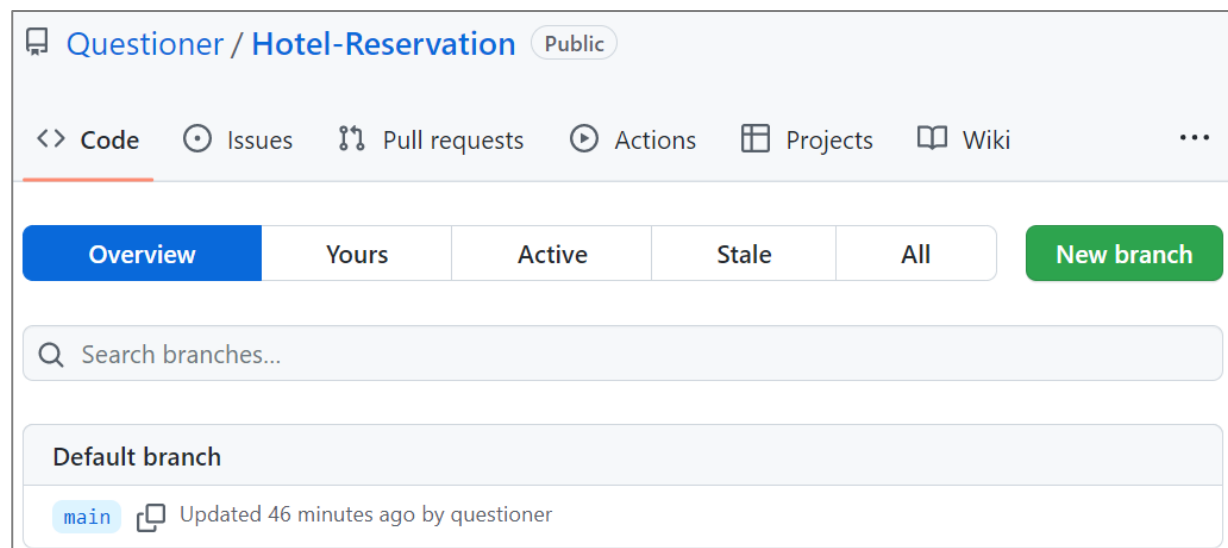 Questioner / Hotel-Reservation Public
<> Code Issues Pull requests Actions Projects Wiki ...
Overview Yours Active Stale All New branch
Search branches...
Default branch
main Updated 46 minutes ago by questioner